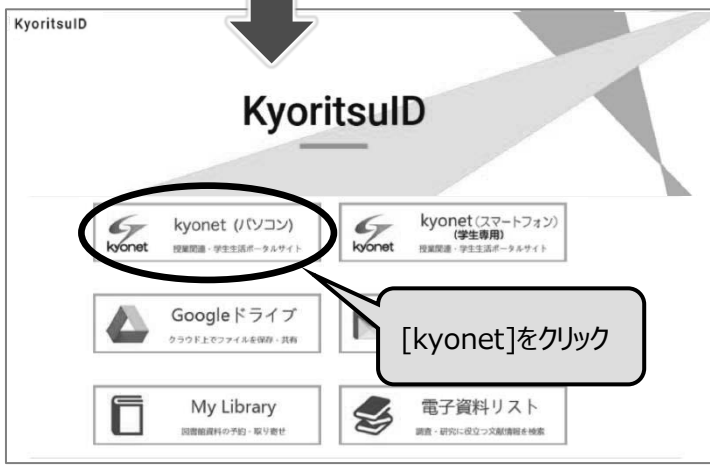 KyoritsuID
KyoritsuID
kyonet
kyonet (パソコン)
授業関連・学生生活ポータルサイト
kyonet
kyonet(スマートフォン)
(学生専用)
授業関連・学生生活ポータルサイト
Googleドライブ
クラウド上でファイルを保存・共有
[kyonet]をクリック
My Library
図書館資料の予約・取り寄せ
電子資料リスト
調査・研究に役立つ文献情報を検索